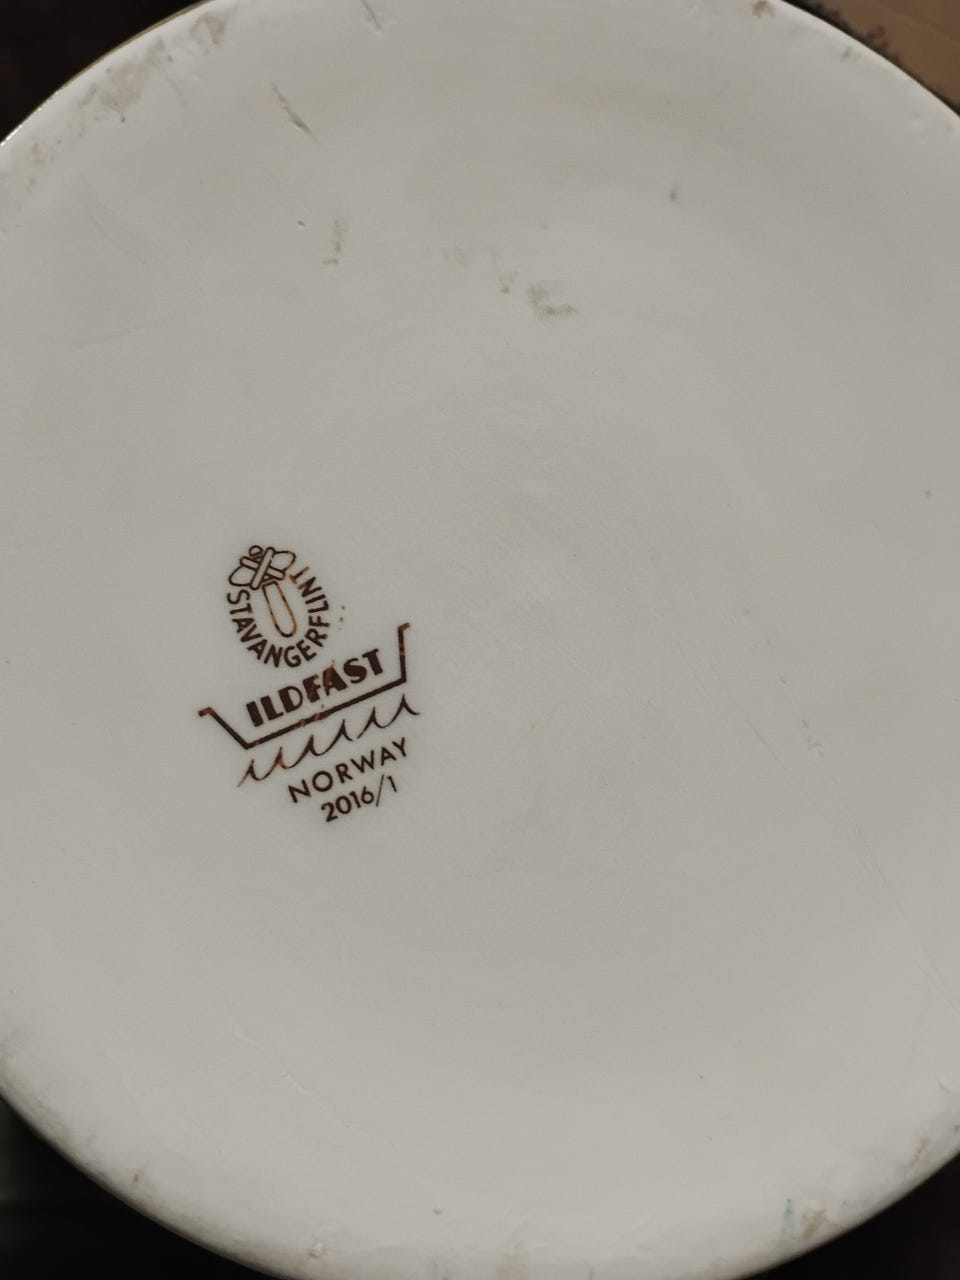 STAVANGERFLINT
ILDFAST
NORWAY
2016/1